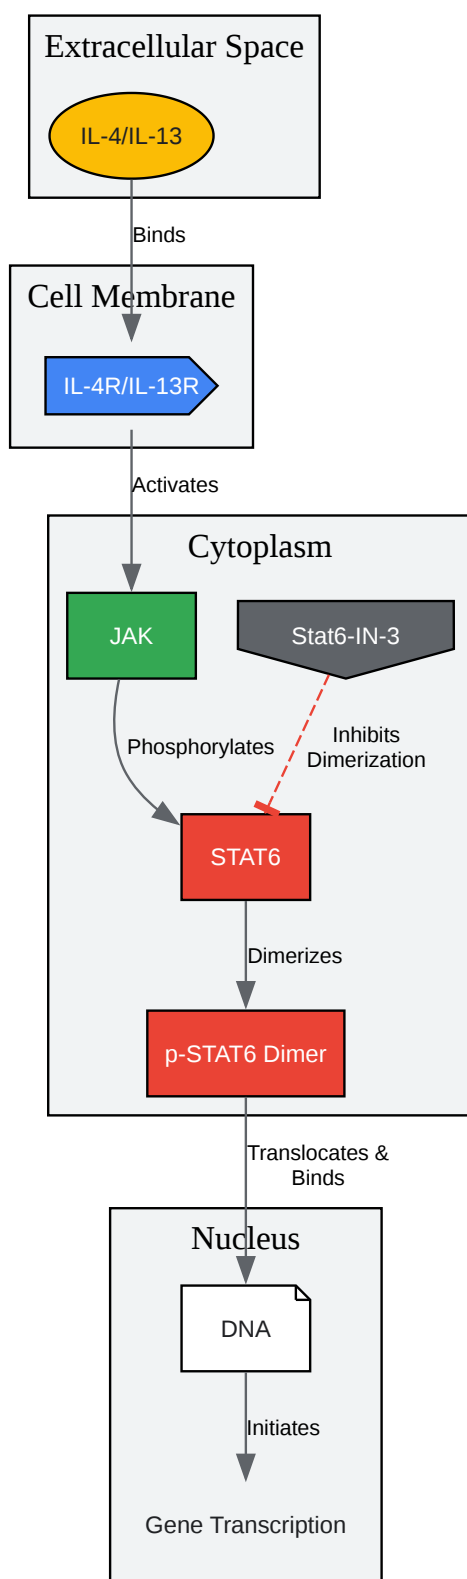 Extracellular Space
IL-4/IL-13
Binds
Cell Membrane
IL-4R/IL-13R
Activates
Cytoplasm
JAK
Stat6-IN-3
Phosphorylates
Inhibits
Dimerization
STAT6
Dimerizes
p-STAT6 Dimer
Translocates &
Binds
Nucleus
DNA
Initiates
Gene Transcription